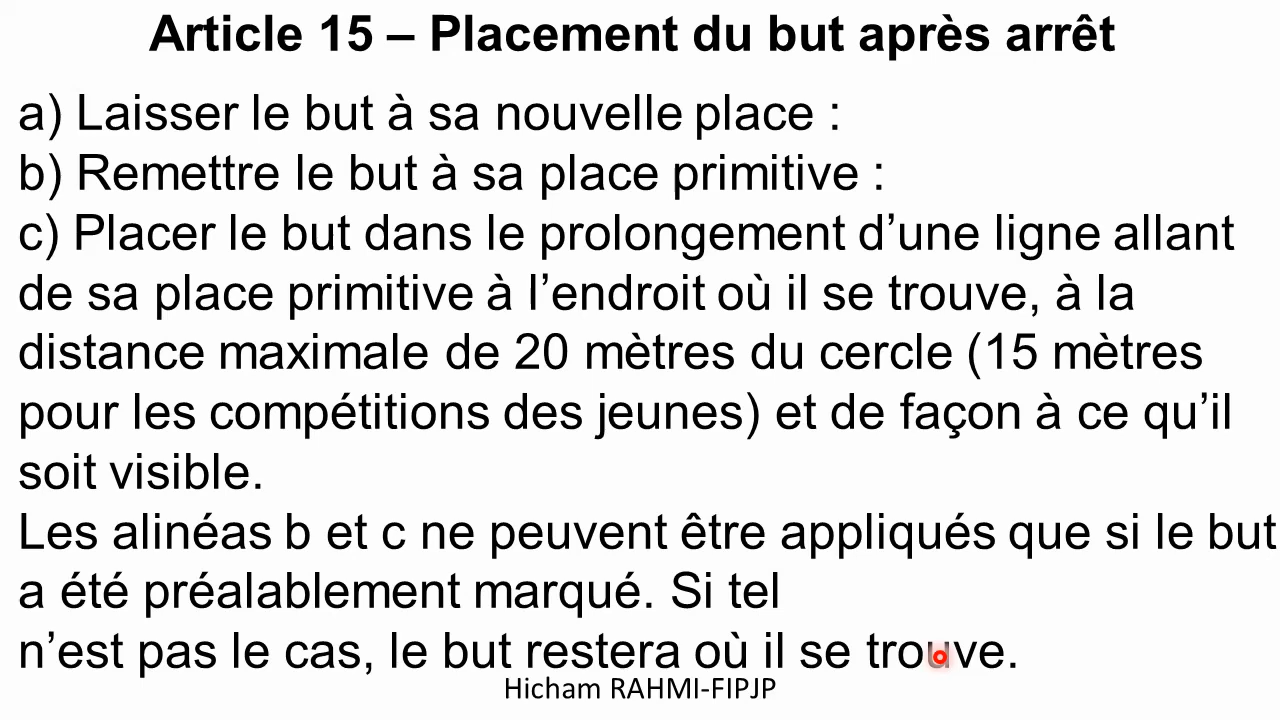 Article 15 – Placement du but après arrêt
a) Laisser le but à sa nouvelle place :
b) Remettre le but à sa place primitive :
c) Placer le but dans le prolongement d’une ligne allant
de sa place primitive à l’endroit où il se trouve, à la
distance maximale de 20 mètres du cercle (15 mètres
pour les compétitions des jeunes) et de façon à ce qu’il
soit visible.
Les alinéas b et c ne peuvent être appliqués que si le but
a été préalablement marqué. Si tel
n’est pas le cas, le but restera où il se trouve.
Hicham RAHMI-FIPJP